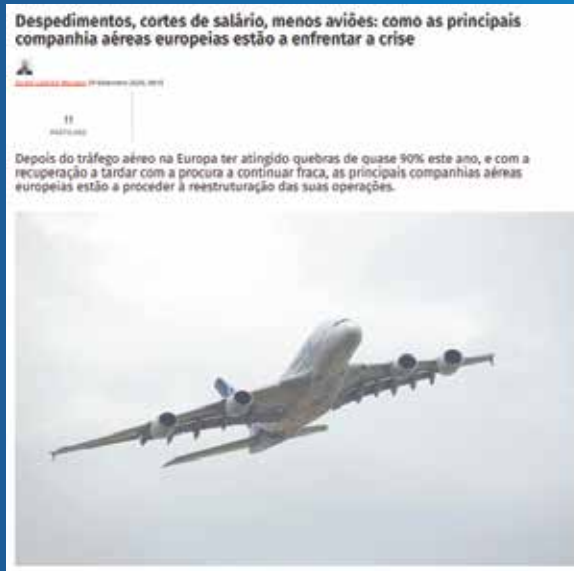 Despedimentos, cortes de salário, menos aviões: como as principais
companhia aéreas europeias estão a enfrentar a crise
11
Depois do tráfego aéreo na Europa ter atingido quebras de quase 90% este ano, e com a
recuperação a tardar com a procura a continuar fraca, as principais companhias aéreas
europeias estão a proceder à reestruturação das suas operações.